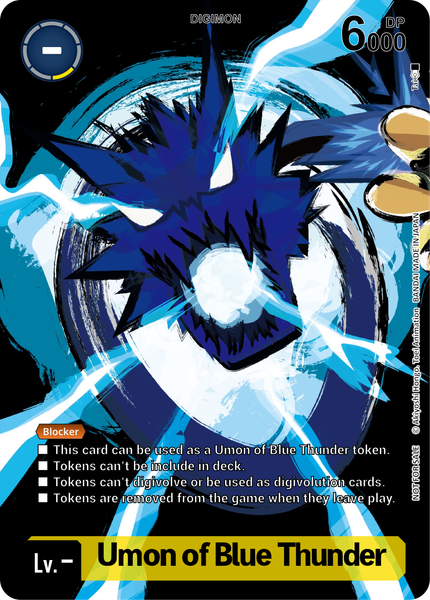 DIGIMON
-
6000
DP
© Akiyoshi Hongo, Toei Animation BANDAI MADE IN JAPAN
NOT FOR SALE
Blocker
■ This card can be used as a Umon of Blue Thunder token.
■ Tokens can't be include in deck.
■ Tokens can't digivolve or be used as digivolution cards.
■ Tokens are removed from the game when they leave play.
Lv.-
Umon of Blue Thunder